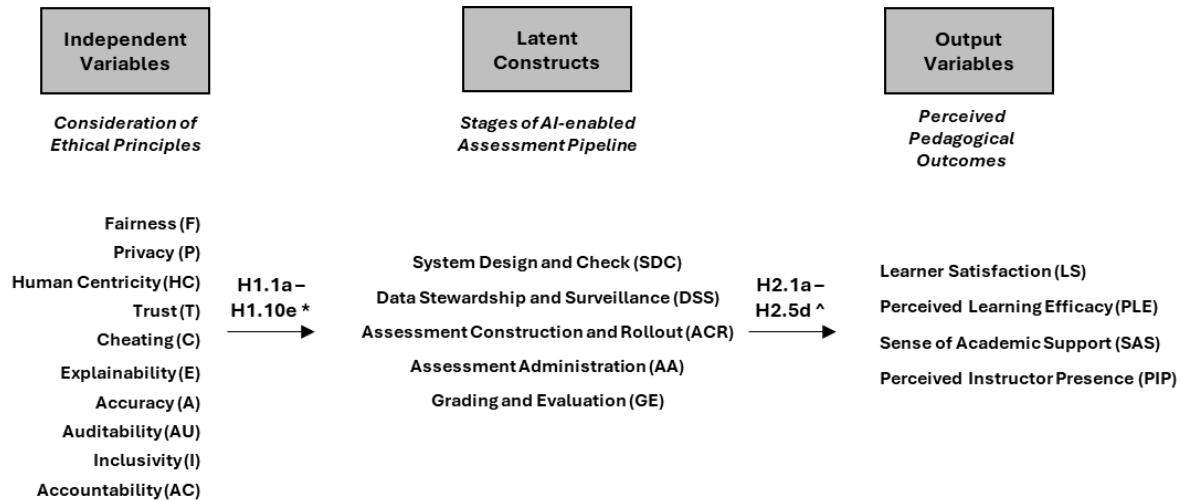 Independent
Variables
Latent
Constructs
Output
Variables
Consideration of
Ethical Principles
Stages of AI-enabled
Assessment Pipeline
Perceived
Pedagogical
Outcomes
Fairness (F)
Privacy (P)
Human Centricity (HC)
Trust (T)
Cheating (C)
Explainability (E)
Accuracy (A)
Auditability (AU)
Inclusivity (I)
Accountability (AC)
H1.1a –
H1.10e *
System Design and Check (SDC)
Data Stewardship and Surveillance (DSS)
Assessment Construction and Rollout (ACR)
Assessment Administration (AA)
Grading and Evaluation (GE)
H2.1a –
H2.5d ^
Learner Satisfaction (LS)
Perceived Learning Efficacy (PLE)
Sense of Academic Support (SAS)
Perceived Instructor Presence (PIP)